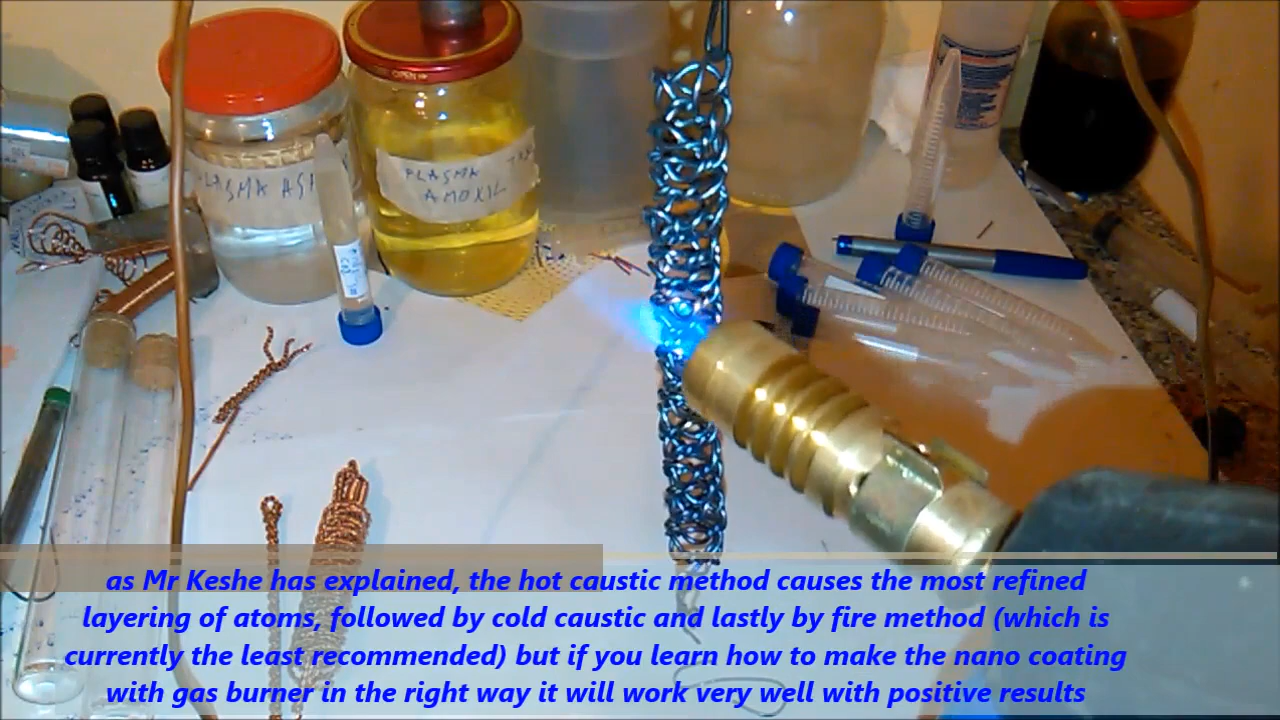 OPEN
PLASMA
AMOXIL
as Mr Keshe has explained, the hot caustic method causes the most refined
layering of atoms, followed by cold caustic and lastly by fire method (which is
currently the least recommended) but if you learn how to make the nano coating
with gas burner in the right way it will work very well with positive results